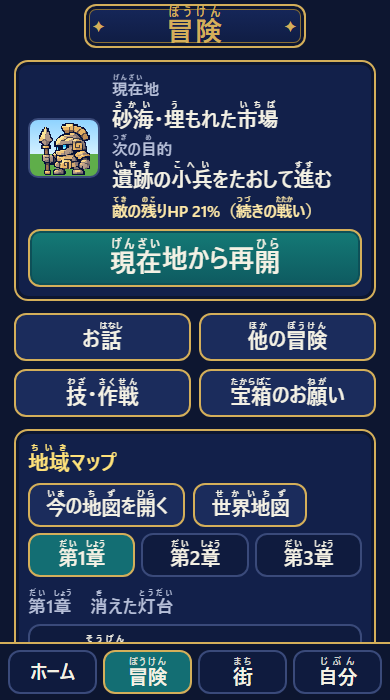 冒険
現在地
砂海・埋もれた市場
次の目的
遺跡の小兵をたおして進む
敵の残りHP 21%（続きの戦い）
現在地から再開
お話
他の冒険
技・作戦
宝箱のお願い
地域マップ
今の地図を開く
世界地図
第1章
第2章
第3章
第1章　消えた灯台
そうげん
ホーム
冒険
街
自分